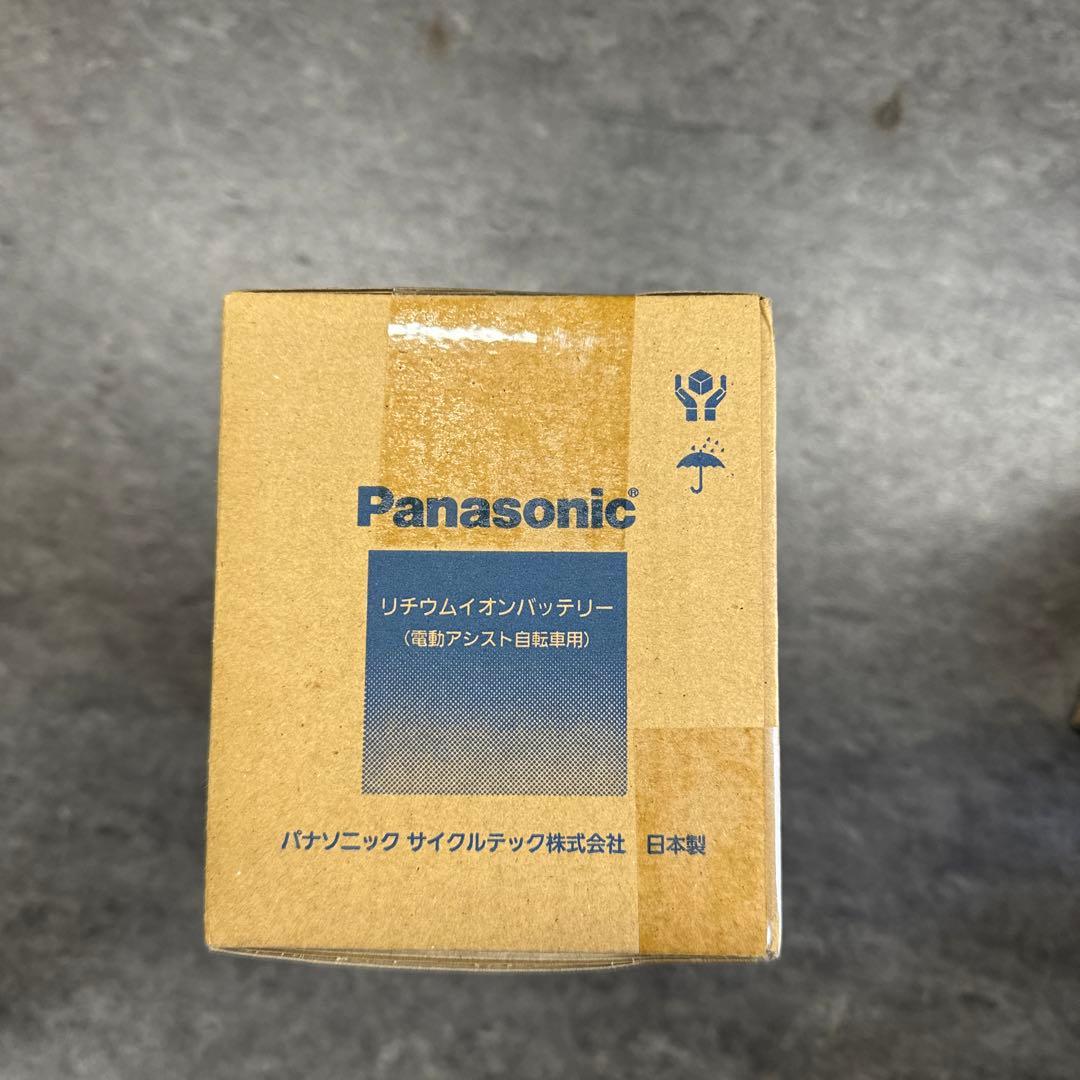 Panasonic®
リチウムイオンバッテリー
(電動アシスト自転車用)
パナソニック サイクルテック株式会社 日本製